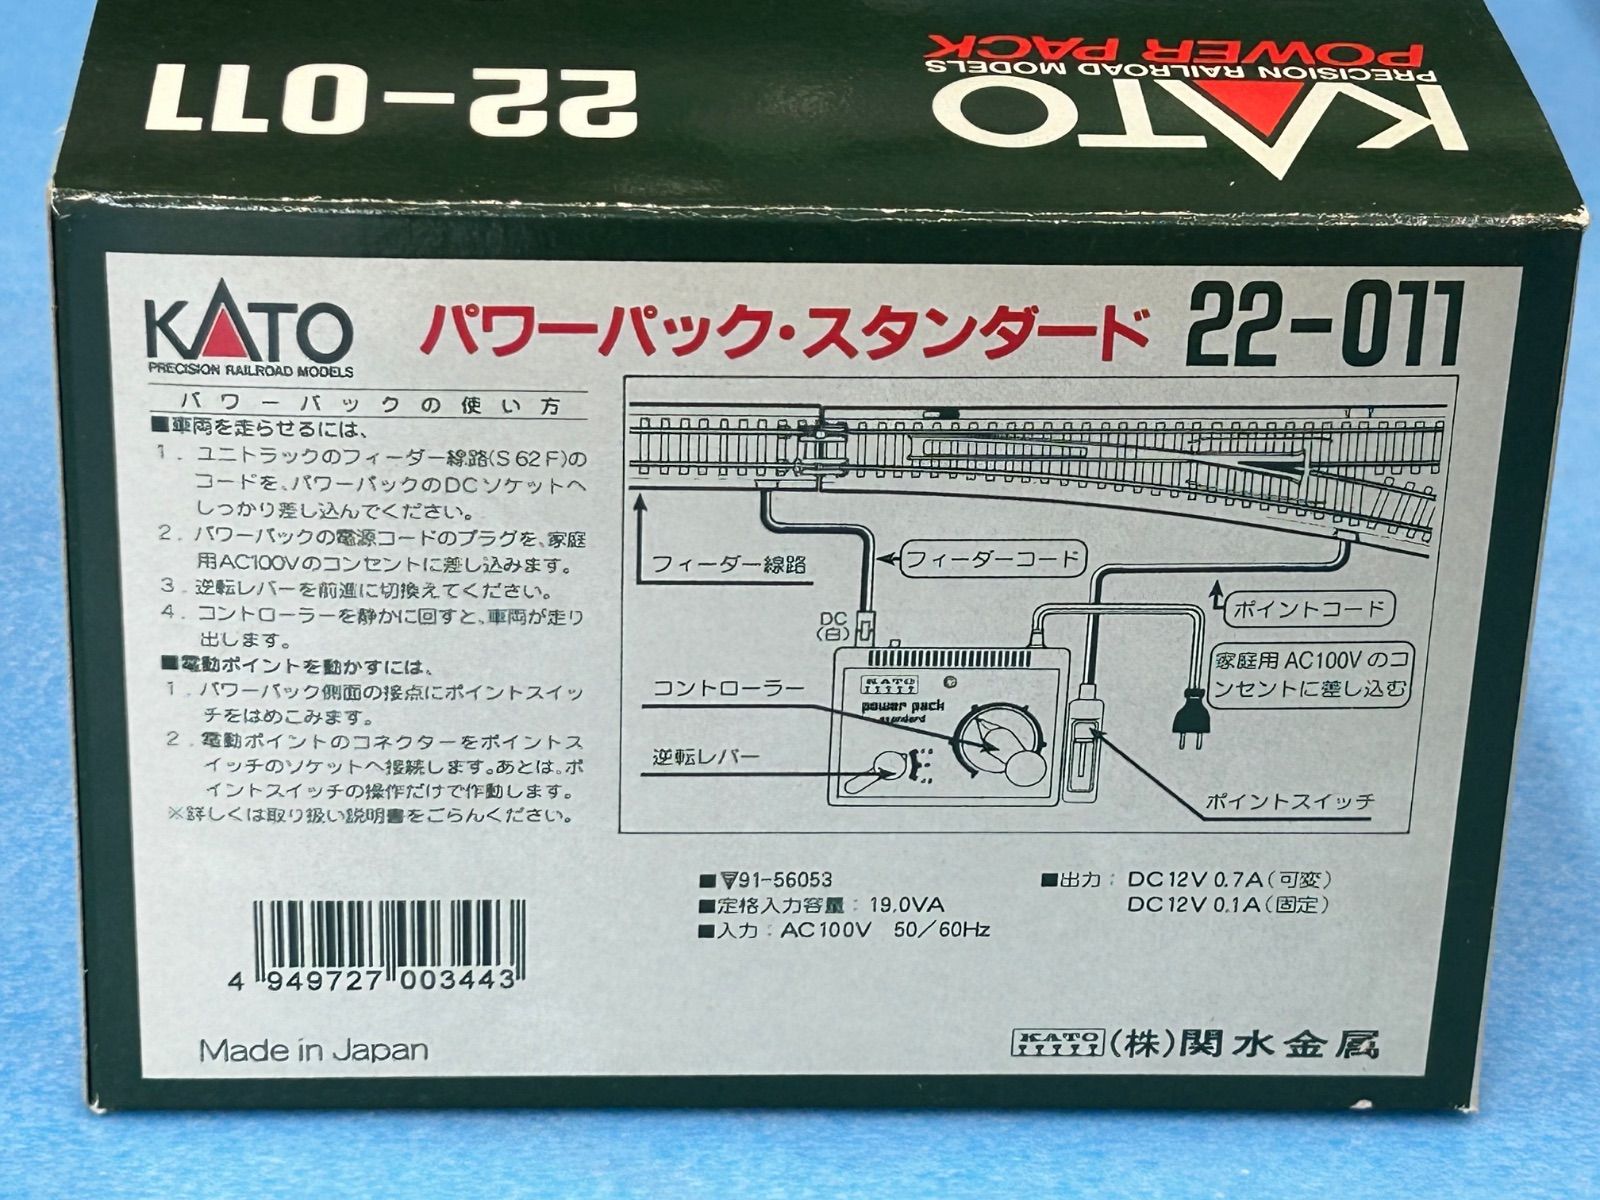 KATO
PRECISION RAILROAD MODELS
POWER PACK
22-011
KATO
PRECISION RAILROAD MODELS
パワーパック・スタンダード 22-011
パワーパックの使い方
■車両を走らせるには、
1. ユニトラックのフィーダー線路(S62F)の
コードを、パワーパックのDCソケットへ
しっかり差し込んでください。
2. パワーパックの電源コードのプラグを、家庭
用AC100Vのコンセントに差し込みます。
3. 逆転レバーを前進に切換えてください。
4. コントローラーを静かに回すと、車両が走り
出します。
■電動ポイントを動かすには、
1. パワーパック側面の接点にポイントスイッ
チをはめこみます。
2. 電動ポイントのコネクターをポイントス
イッチのソケットへ接続します。あとは、ポ
イントスイッチの操作だけで作動します。
※詳しくは取り扱い説明書をごらんください。
フィーダー線路
フィーダーコード
ポイントコード
DC
(白)
家庭用AC100Vのコ
ンセントに差し込む
コントローラー
KATO
power pack
standard
逆転レバー
ポイントスイッチ
■91-56053
■定格入力容量：19.0VA
■入力：AC100V 50/60Hz
■出力：DC12V 0.7A(可変)
DC12V 0.1A(固定)
4 949727 003443
Made in Japan
KATO (株)関水金属